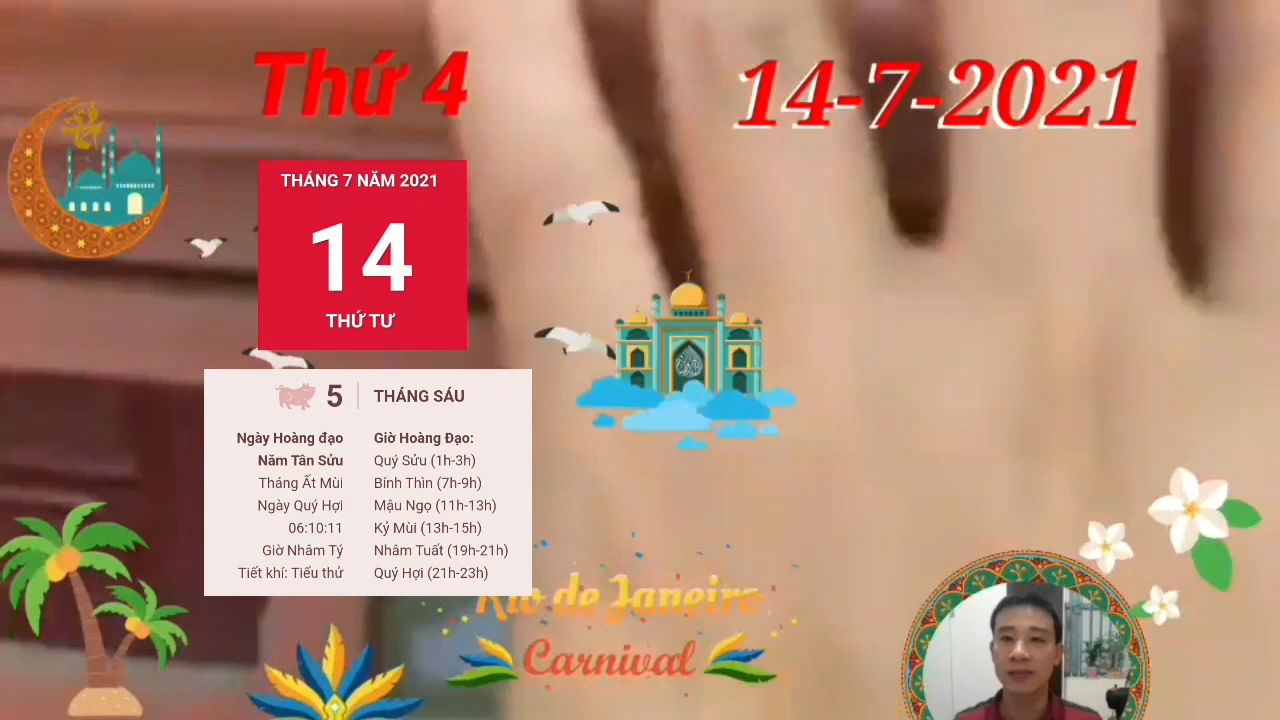 Thứ 4
14-7-2021
THÁNG 7 NĂM 2021
14
THỨ TƯ
5
THÁNG SÁU
Ngày Hoàng đạo
Năm Tân Sửu
Tháng Ất Mùi
Ngày Quý Hợi
06:10:11
Giờ Nhâm Tý
Tiết khí: Tiểu thử
Giờ Hoàng Đạo:
Quý Sửu (1h-3h)
Bính Thìn (7h-9h)
Mậu Ngọ (11h-13h)
Kỷ Mùi (13h-15h)
Nhâm Tuất (19h-21h)
Quý Hợi (21h-23h)
Rio de Janeiro
Carnival